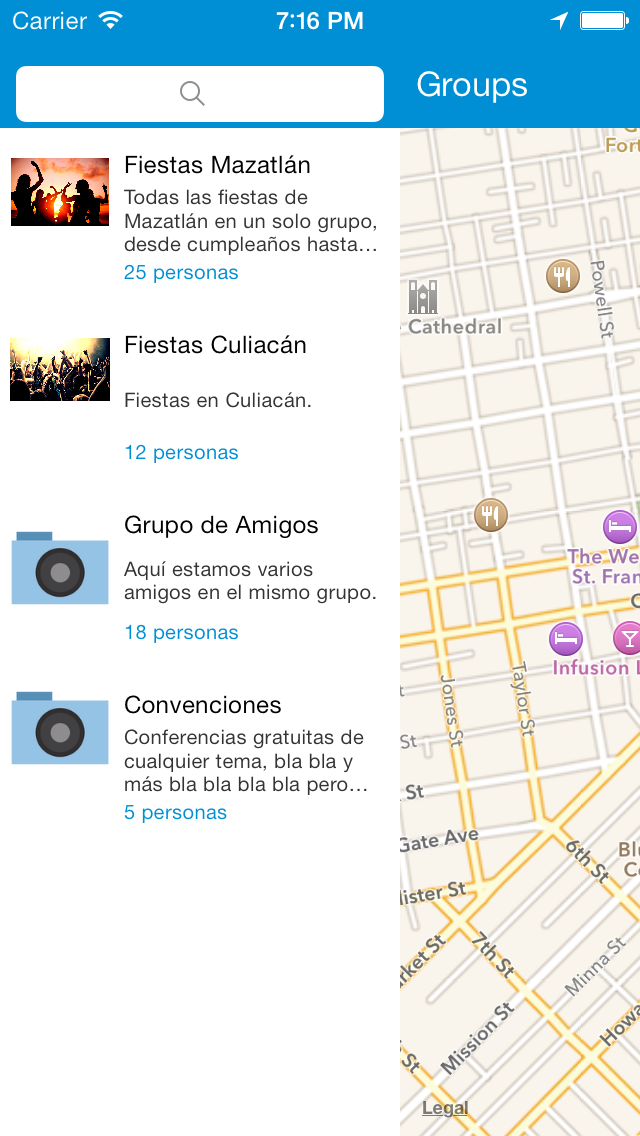 Carrier
7:16 PM
Groups
Fiestas Mazatlán
Todas las fiestas de
Mazatlán en un solo grupo,
desde cumpleaños hasta…
25 personas
Fiestas Culiacán
Fiestas en Culiacán.
12 personas
Grupo de Amigos
Aquí estamos varios
amigos en el mismo grupo.
18 personas
Convenciones
Conferencias gratuitas de
cualquier tema, bla bla y
más bla bla bla bla pero…
5 personas
Fort
Powell St
Cathedral
The We
St. Fran
Infusion L
Jones St
Taylor St
St
St
Gate Ave
lister St
6th St
Blu
Co
rket St
7th St
Minna St
Mission St
Howa
St
Legal